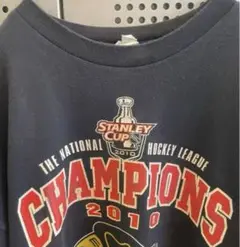 STANLEY
CUP
2010
THE NATIONAL HOCKEY LEAGUE
CHAMPIONS
2010